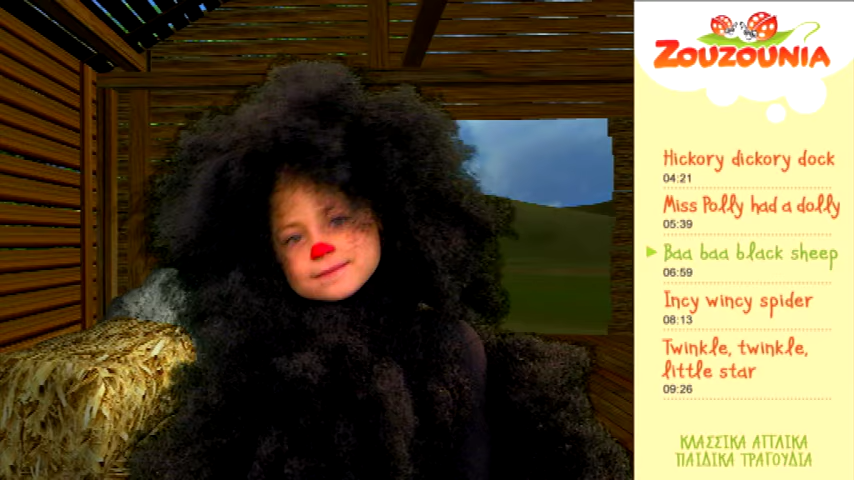 ZOUZOUNIA
Hickory dickory dock
04:21
Miss Polly had a dolly
05:39
Baa baa black sheep
06:59
Incy wincy spider
08:13
Twinkle, twinkle,
little star
09:26
ΚΛΑΣΣΙΚΑ ΑΓΓΛΙΚΑ
ΠΑΙΔΙΚΑ ΤΡΑΓΟΥΔΙΑ